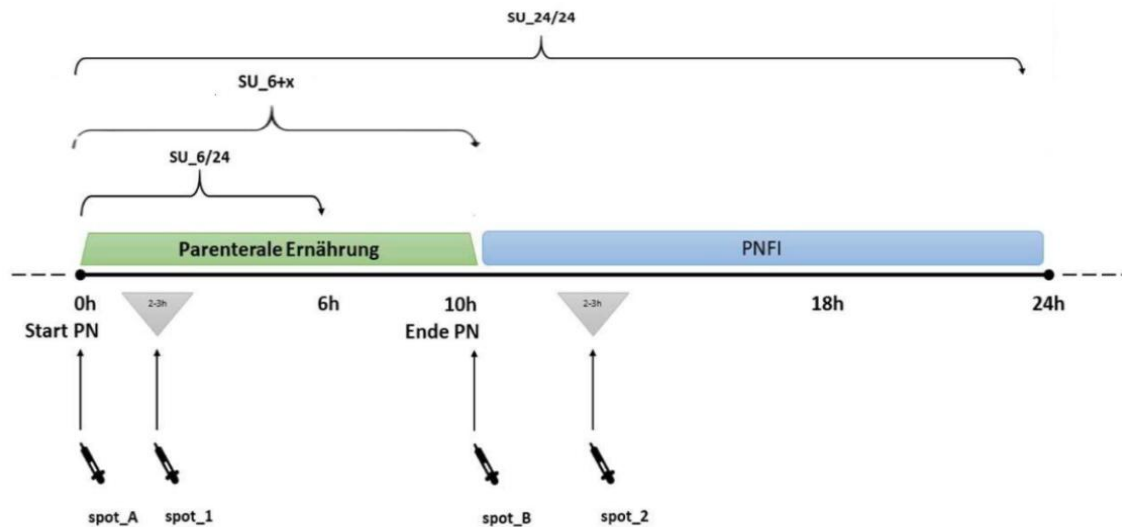 SU_24/24
SU_6+x
SU_6/24
Parenterale Ernährung
PNFI
0h
2-3h
6h
10h
2-3h
18h
24h
Start PN
Ende PN
spot_A
spot_1
spot_B
spot_2